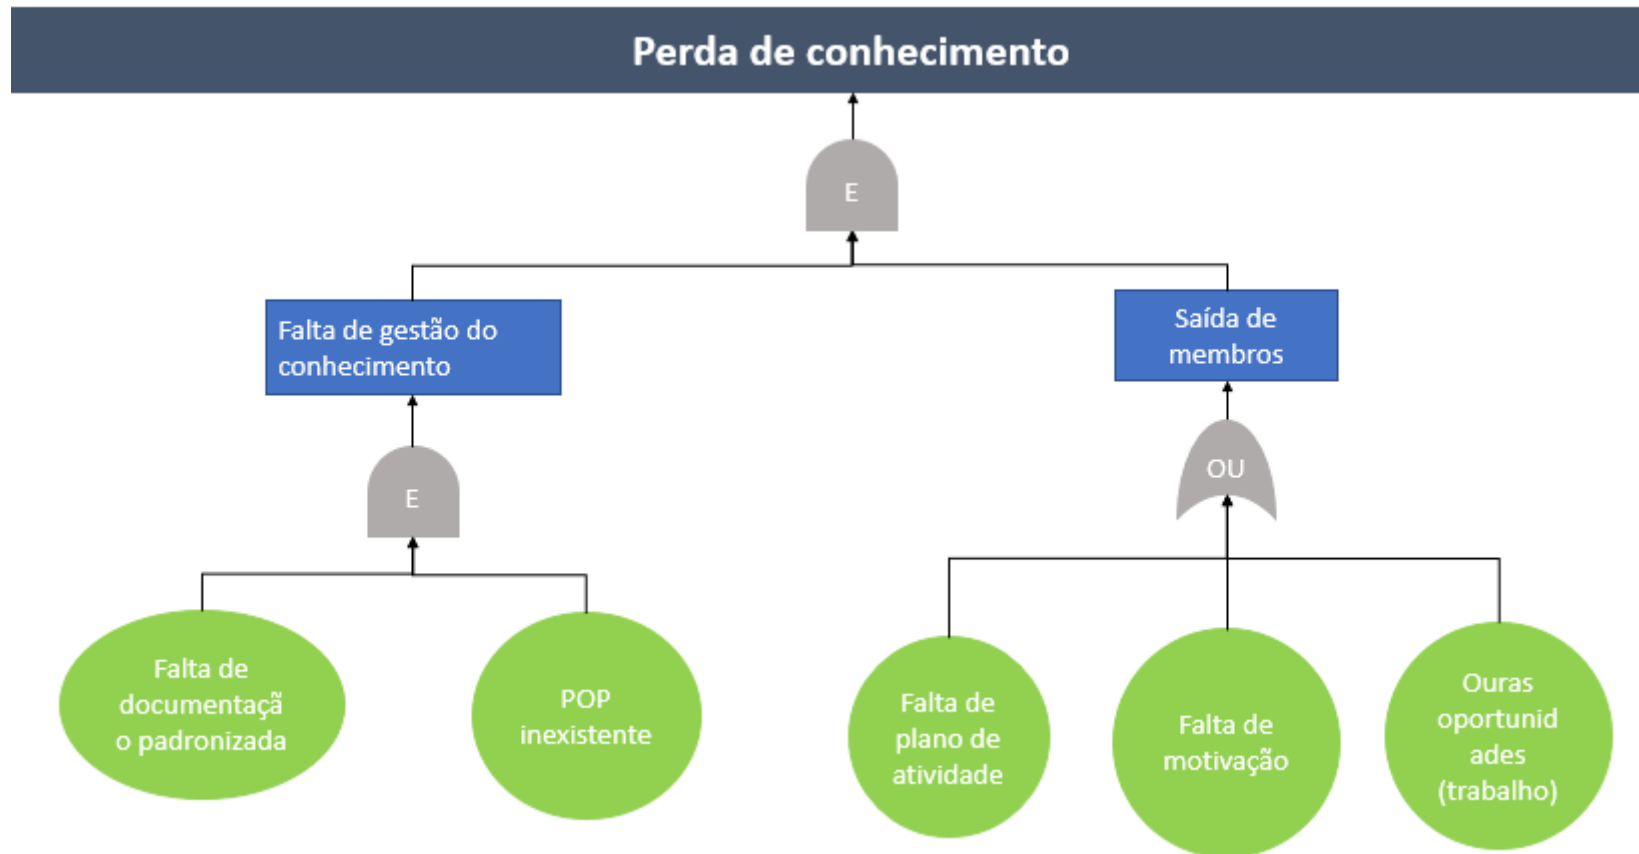 Perda de conhecimento
E
Falta de gestão do
conhecimento
Saída de
membros
E
OU
Falta de
documentaçã
o padronizada
POP
inexistente
Falta de
plano de
atividade
Falta de
motivação
Ouras
oportunid
ades
(trabalho)